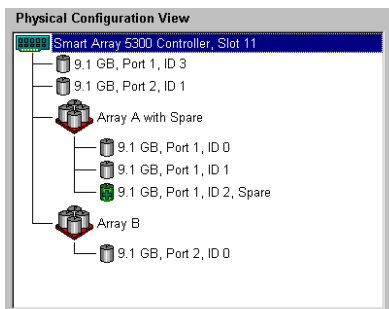 Physical Configuration View
Smart Array 5300 Controller, Slot 11
9.1 GB, Port 1, ID 3
9.1 GB, Port 2, ID 1
Array A with Spare
9.1 GB, Port 1, ID 0
9.1 GB, Port 1, ID 1
9.1 GB, Port 1, ID 2, Spare
Array B
9.1 GB, Port 2, ID 0